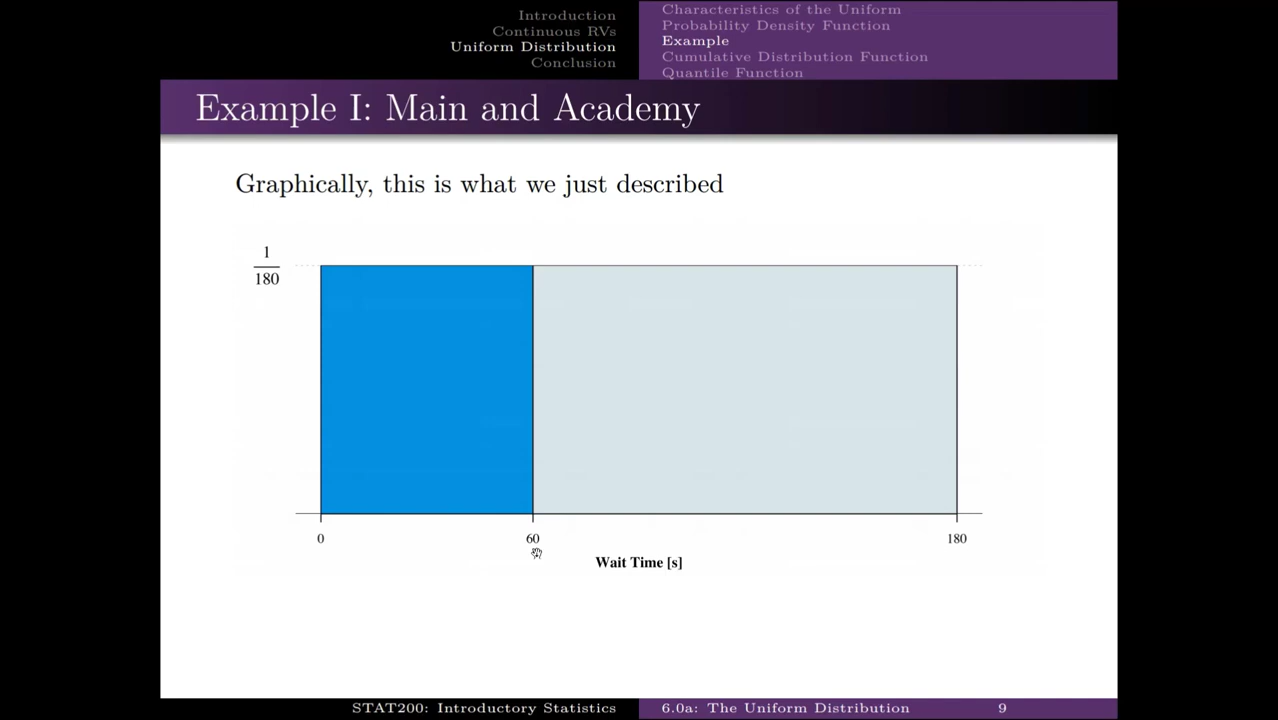 Introduction
Continuous RVs
Uniform Distribution
Conclusion
Characteristics of the Uniform
Probability Density Function
Example
Cumulative Distribution Function
Quantile Function
Example I: Main and Academy
Graphically, this is what we just described
1
180
0
60
180
Wait Time [s]
STAT200: Introductory Statistics
6.0a: The Uniform Distribution
9